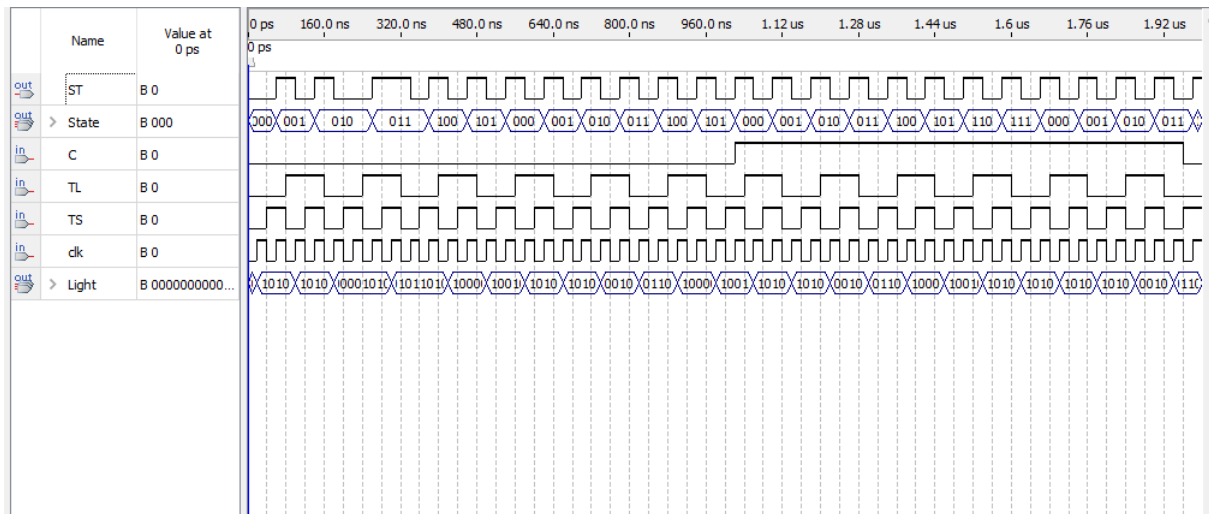 Name
Value at
0 ps
0 ps 160.0 ns 320.0 ns 480.0 ns 640.0 ns 800.0 ns 960.0 ns 1.12 us 1.28 us 1.44 us 1.6 us 1.76 us 1.92 us
0 ps
out ST B 0
out > State B 000 000 001 010 011 100 101 000 001 010 011 100 101 000 001 010 011 100 101 110 111 000 001 010 011
in C B 0
in TL B 0
in TS B 0
in clk B 0
out > Light B 0000000000... 1010 1010 000101 101101 1000 1001 1010 1010 0010 0110 1000 1001 1010 1010 0010 0110 1000 1001 1010 1010 1010 1010 0010 110